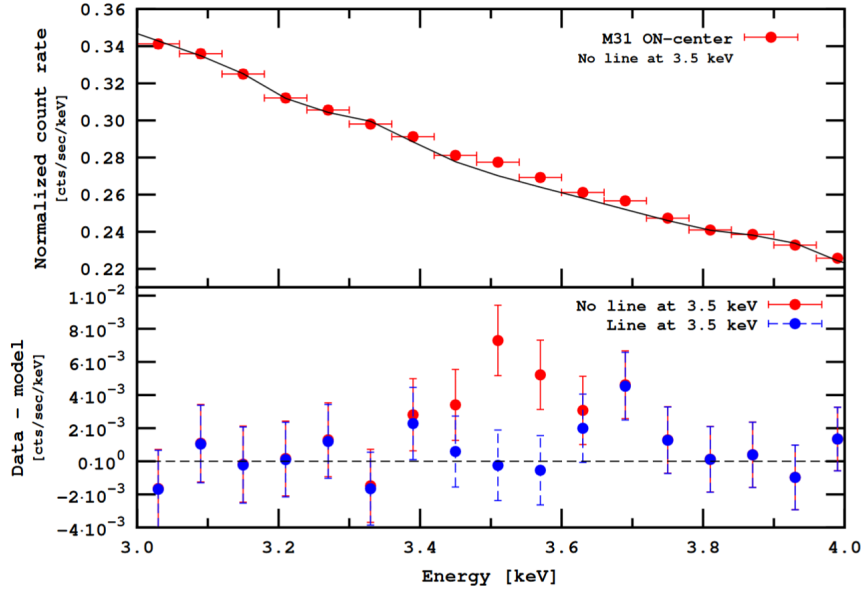 0.36
0.34
0.32
0.30
0.28
0.26
0.24
0.22
Normalized count rate
[cts/sec/keV]
M31 ON-center
No line at 3.5 keV
1·10⁻²
8·10⁻³
6·10⁻³
4·10⁻³
2·10⁻³
0·10⁰
−2·10⁻³
−4·10⁻³
Data - model
[cts/sec/keV]
No line at 3.5 keV
Line at 3.5 keV
3.0 3.2 3.4 3.6 3.8 4.0
Energy [keV]